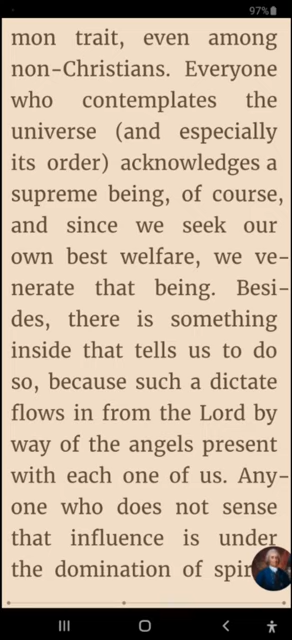 97%
mon trait, even among
non-Christians. Everyone
who contemplates the
universe (and especially
its order) acknowledges a
supreme being, of course,
and since we seek our
own best welfare, we ve-
nerate that being. Besi-
des, there is something
inside that tells us to do
so, because such a dictate
flows in from the Lord by
way of the angels present
with each one of us. Any-
one who does not sense
that influence is under
the domination of